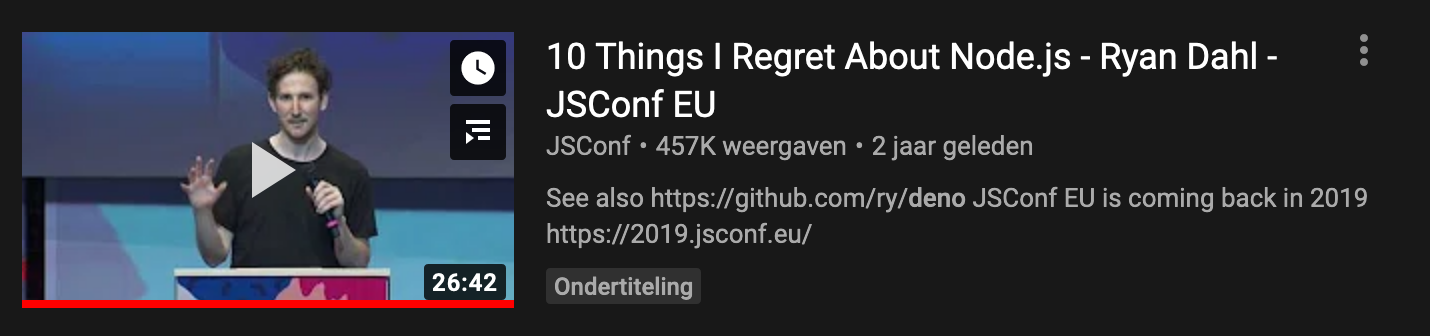 10 Things I Regret About Node.js - Ryan Dahl -
JSConf EU
JSConf • 457K weergaven • 2 jaar geleden
See also https://github.com/ry/deno JSConf EU is coming back in 2019
https://2019.jsconf.eu/
Ondertiteling
26:42